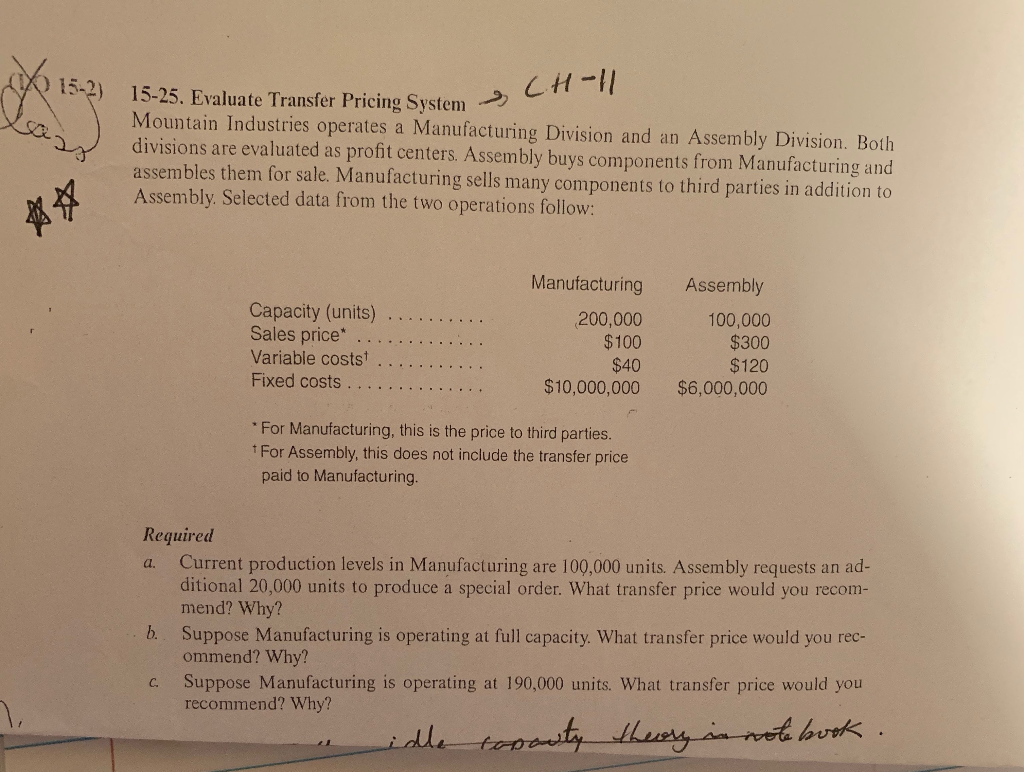 15-2)
15-25. Evaluate Transfer Pricing System → CH-11
Mountain Industries operates a Manufacturing Division and an Assembly Division. Both
divisions are evaluated as profit centers. Assembly buys components from Manufacturing and
assembles them for sale. Manufacturing sells many components to third parties in addition to
Assembly. Selected data from the two operations follow:
Manufacturing Assembly
Capacity (units) .......... 200,000 100,000
Sales price* ............. $100 $300
Variable costs† ........... $40 $120
Fixed costs .............. $10,000,000 $6,000,000
* For Manufacturing, this is the price to third parties.
† For Assembly, this does not include the transfer price
paid to Manufacturing.
Required
a. Current production levels in Manufacturing are 100,000 units. Assembly requests an ad-
ditional 20,000 units to produce a special order. What transfer price would you recom-
mend? Why?
b. Suppose Manufacturing is operating at full capacity. What transfer price would you rec-
ommend? Why?
c. Suppose Manufacturing is operating at 190,000 units. What transfer price would you
recommend? Why?
idle capacity theory in note book .